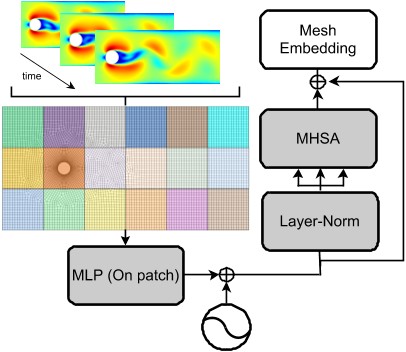 time
Mesh
Embedding
MHSA
Layer-Norm
MLP (On patch)